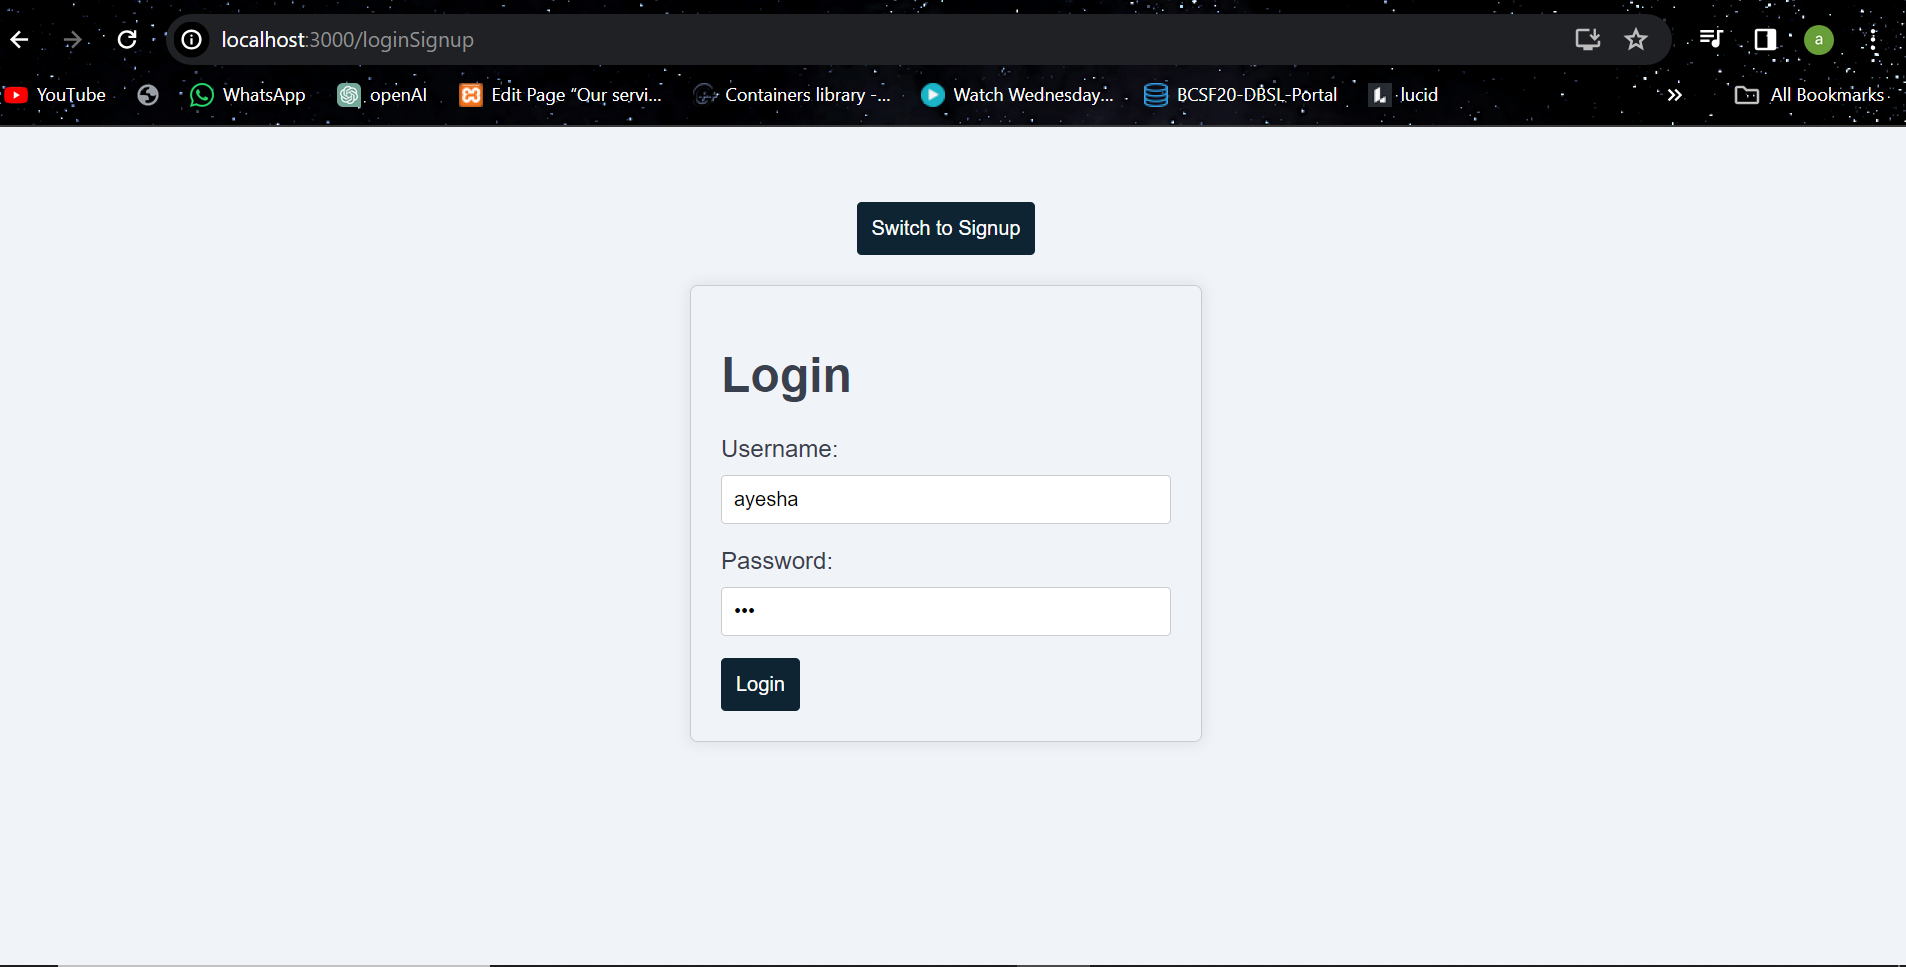 localhost:3000/loginSignup
a
YouTube WhatsApp openAI Edit Page “Our servi... Containers library -... Watch Wednesday... BCSF20-DBSL-Portal lucid » All Bookmarks
Switch to Signup
Login
Username:
ayesha
Password:
•••
Login